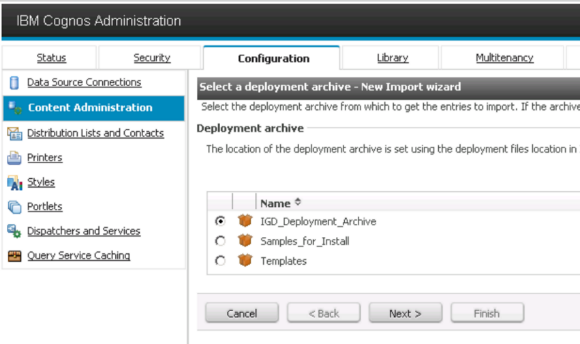 IBM Cognos Administration
Status Security Configuration Library Multitenancy
Data Source Connections
Content Administration
Distribution Lists and Contacts
Printers
Styles
Portlets
Dispatchers and Services
Query Service Caching
Select a deployment archive - New Import wizard
Select the deployment archive from which to get the entries to import. If the archive
Deployment archive
The location of the deployment archive is set using the deployment files location in
Name
IGD_Deployment_Archive
Samples_for_Install
Templates
Cancel < Back Next > Finish